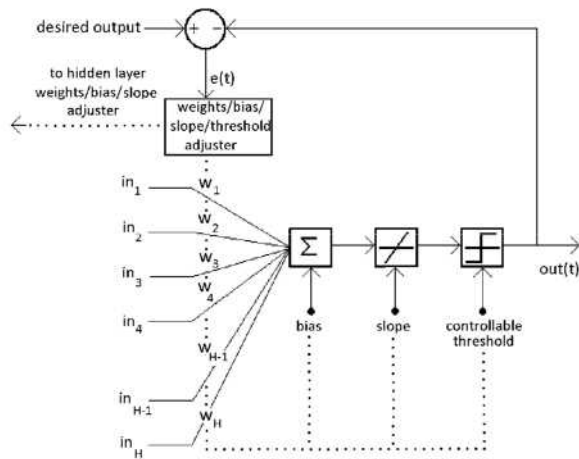 desired output
+ −
to hidden layer
weights/bias/slope
adjuster
e(t)
weights/bias/
slope/threshold
adjuster
in1
w1
in2
w2
in3
w3
in4
w4
wH-1
inH-1
wH
inH
Σ
out(t)
bias
slope
controllable
threshold